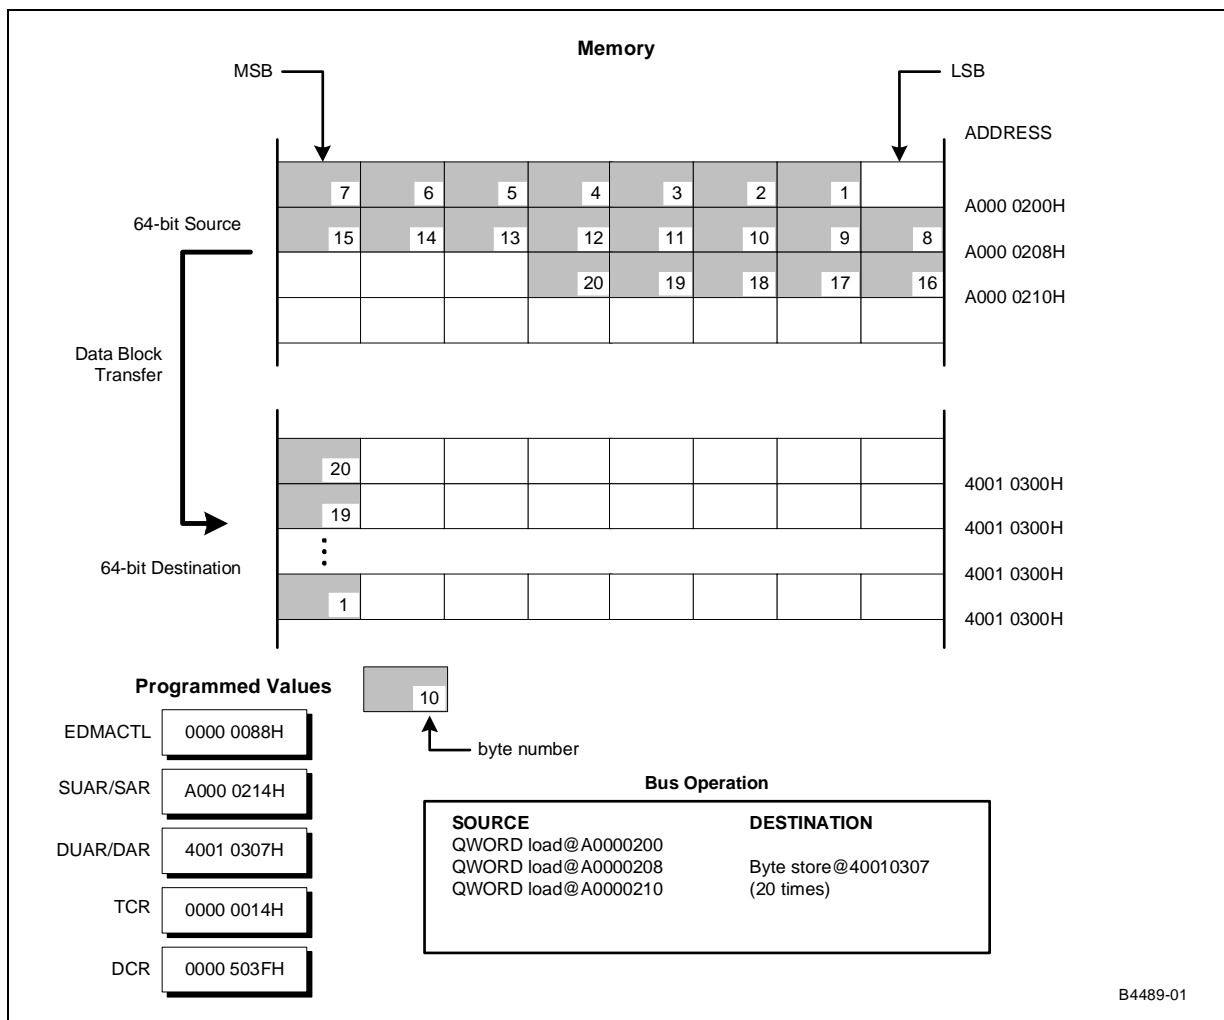 Memory
MSB
LSB
ADDRESS
7 6 5 4 3 2 1
A000 0200H
64-bit Source
15 14 13 12 11 10 9 8
A000 0208H
20 19 18 17 16
A000 0210H
Data Block
Transfer
20
4001 0300H
19
4001 0300H
64-bit Destination
4001 0300H
1
4001 0300H
Programmed Values
10
byte number
EDMACTL 0000 0088H
SUAR/SAR A000 0214H
DUAR/DAR 4001 0307H
TCR 0000 0014H
DCR 0000 503FH
Bus Operation
SOURCE DESTINATION
QWORD load@A0000200
QWORD load@A0000208 Byte store@40010307
QWORD load@A0000210 (20 times)
B4489-01